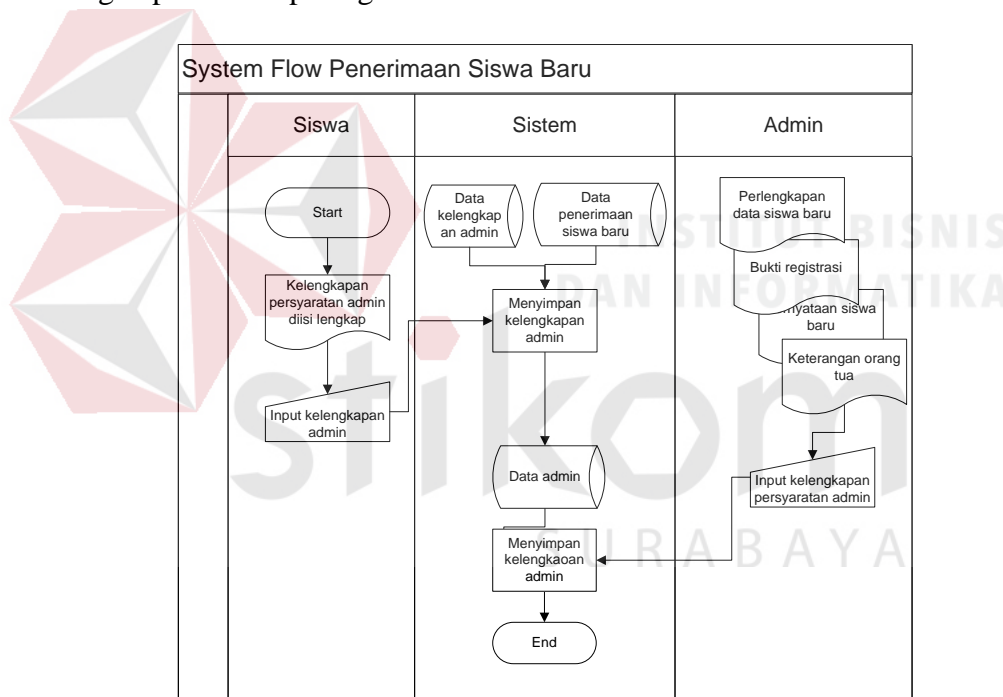 System Flow Penerimaan Siswa Baru
Siswa
Sistem
Admin
Start
Kelengkapan
persyaratan admin
diisi lengkap
Input kelengkapan
admin
Data
kelengkap
an admin
Data
penerimaan
siswa baru
Menyimpan
kelengkapan
admin
Data admin
Menyimpan
kelengkaoan
admin
End
Perlengkapan
data siswa baru
Bukti registrasi
siswa
baru
Keterangan orang
tua
Input kelengkapan
persyaratan admin
INSTITUT BISNIS
DAN INFORMATIKA
stikom
SURABAYA